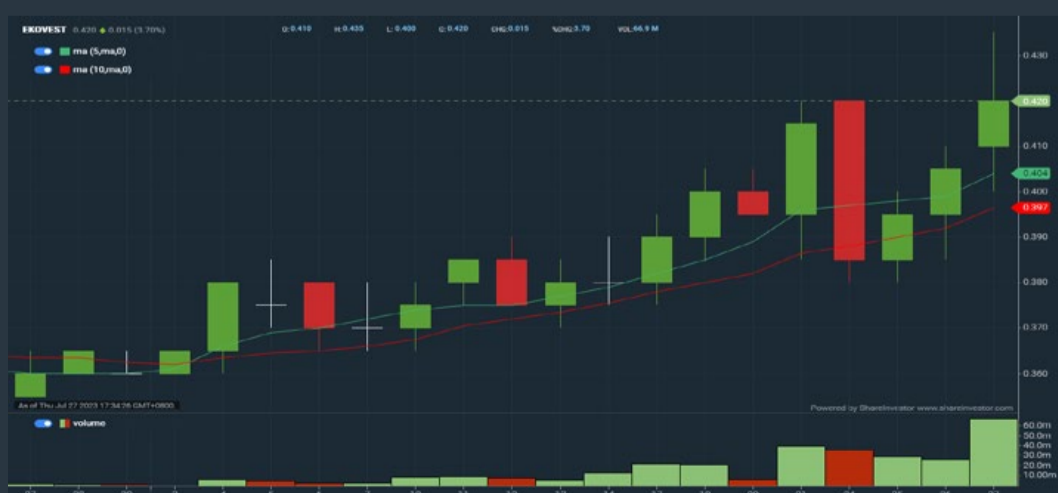 EKOVEST 0.420 0.015 (3.70%) O:0.410 H:0.435 L:0.400 C:0.420 CHG:0.015 %CHG:3.70 VOL:66.9 M
ma (5,ma,0)
ma (10,ma,0)
0.430
0.420
0.410
0.404
0.400
0.397
0.390
0.380
0.370
0.360
As of Thu Jul 27 2023 17:34:26 GMT+0800
Powered by ShareInvestor www.shareinvestor.com
volume
60.0m
50.0m
40.0m
30.0m
20.0m
10.00m